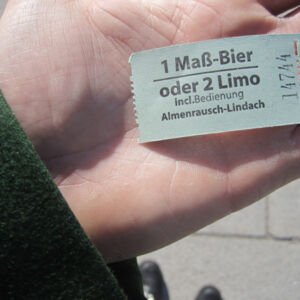 1 Maß-Bier
oder 2 Limo
incl.Bedienung
Almenrausch-Lindach
14744